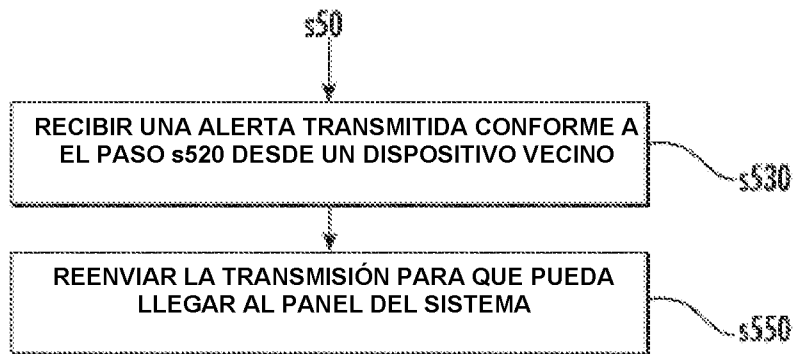 s50
RECIBIR UNA ALERTA TRANSMITIDA CONFORME A
EL PASO s520 DESDE UN DISPOSITIVO VECINO
s530
REENVIAR LA TRANSMISIÓN PARA QUE PUEDA
LLEGAR AL PANEL DEL SISTEMA
s550